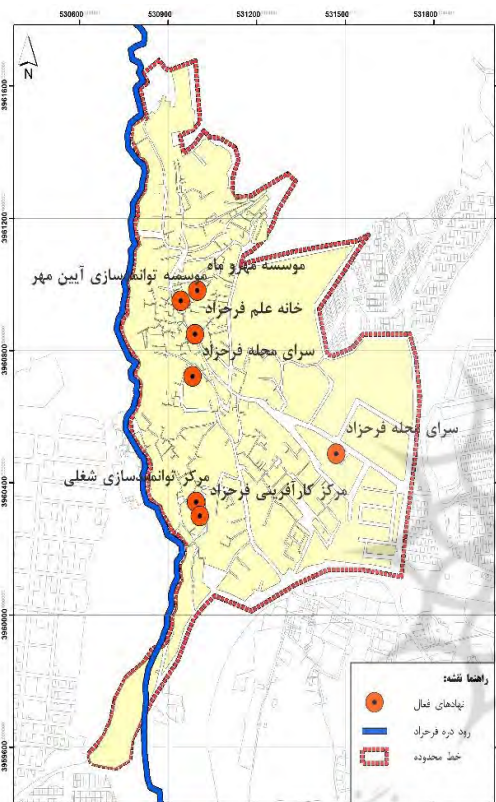 530600 530900 531200 531500 531800
3961600
N
3961200
موسسه مهر و ماه
موسسه توانمندسازی آیین مهر
خانه علم فرحزاد
3960800
سرای محله فرحزاد
سرای محله فرحزاد
3960400
مرکز توانمندسازی شغلی
مرکز کارآفرینی فرحزاد
3960000
3959600
راهنما نقشه:
نهادهای فعال
رود دره فرحزاد
خط محدوده